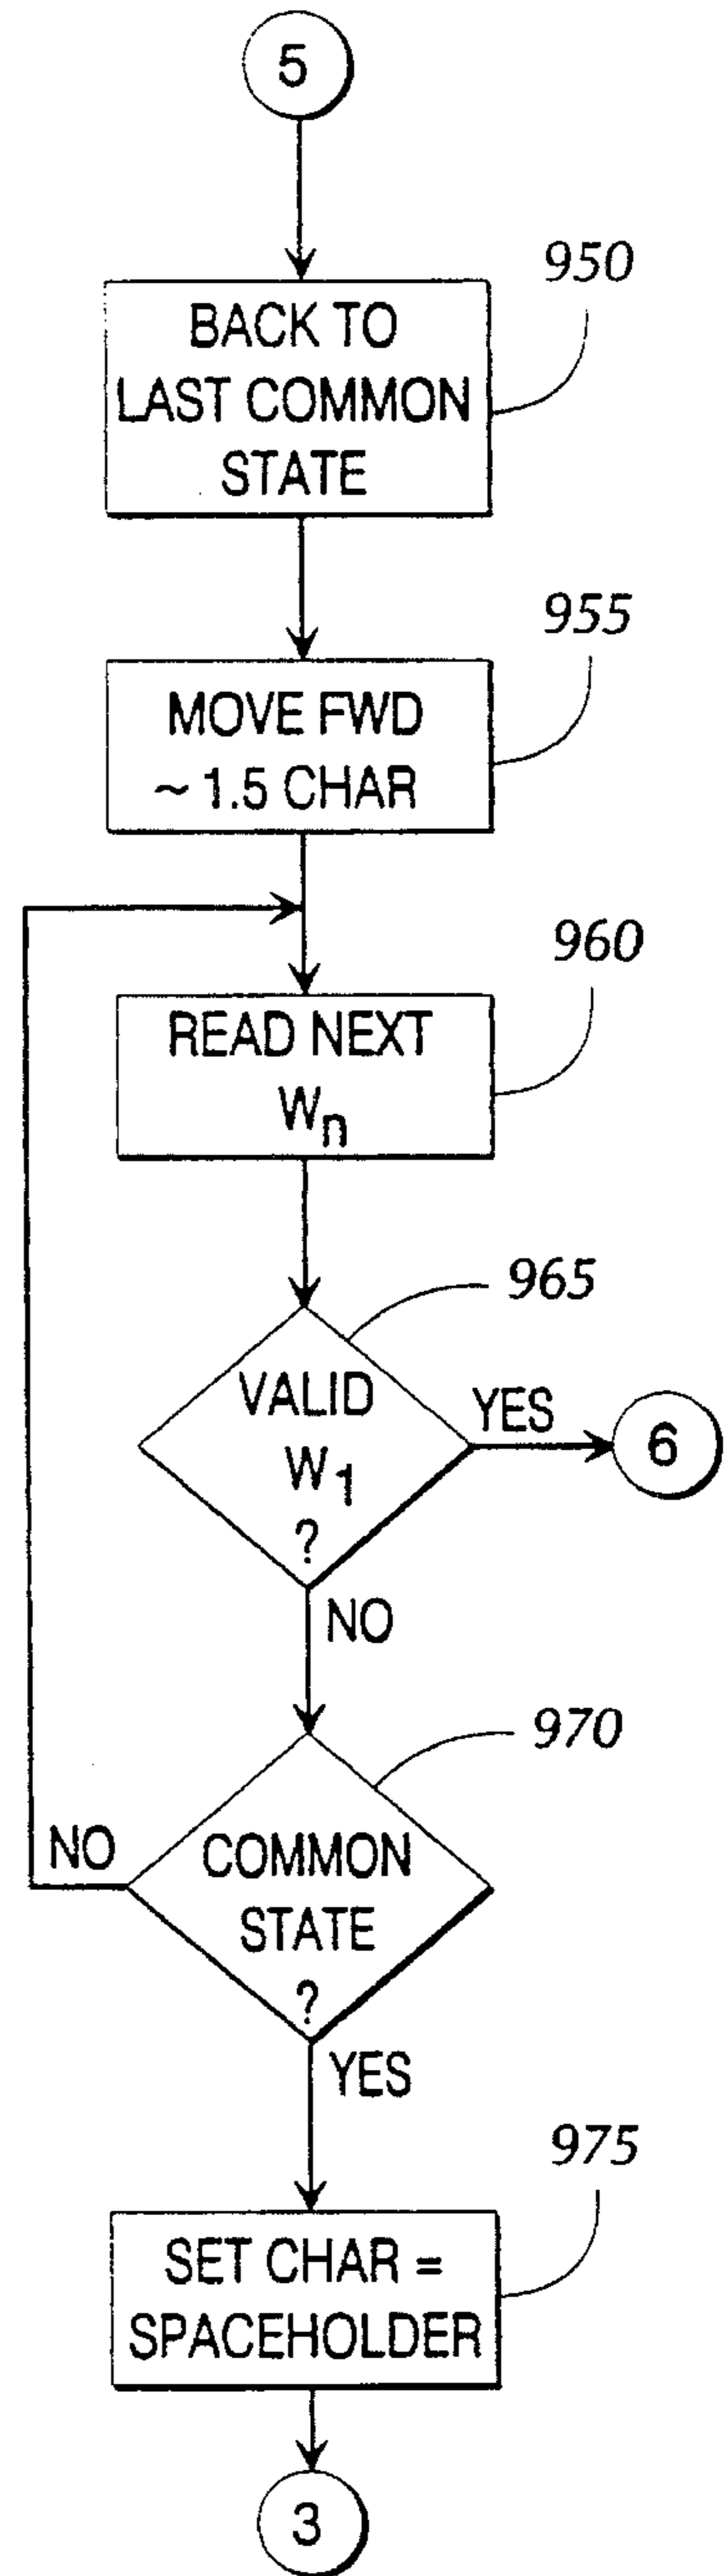 5
950
BACK TO
LAST COMMON
STATE
955
MOVE FWD
~ 1.5 CHAR
960
READ NEXT
Wn
965
VALID
W1
?
YES
6
NO
970
NO
COMMON
STATE
?
YES
975
SET CHAR =
SPACEHOLDER
3